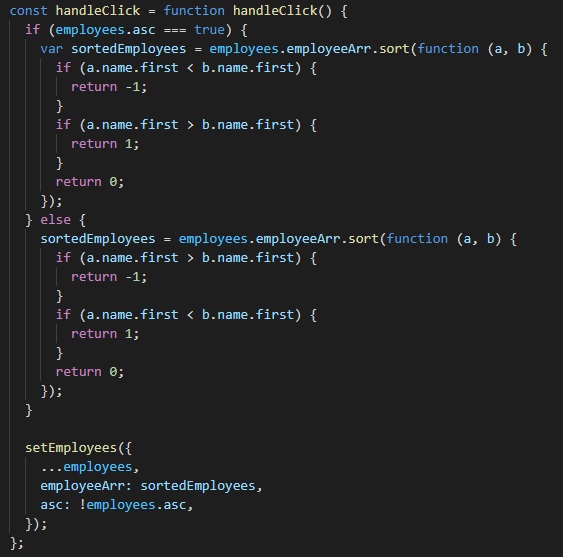 const handleClick = function handleClick() {
  if (employees.asc === true) {
    var sortedEmployees = employees.employeeArr.sort(function (a, b) {
      if (a.name.first < b.name.first) {
        return -1;
      }
      if (a.name.first > b.name.first) {
        return 1;
      }
      return 0;
    });
  } else {
    sortedEmployees = employees.employeeArr.sort(function (a, b) {
      if (a.name.first > b.name.first) {
        return -1;
      }
      if (a.name.first < b.name.first) {
        return 1;
      }
      return 0;
    });
  }

  setEmployees({
    ...employees,
    employeeArr: sortedEmployees,
    asc: !employees.asc,
  });
};